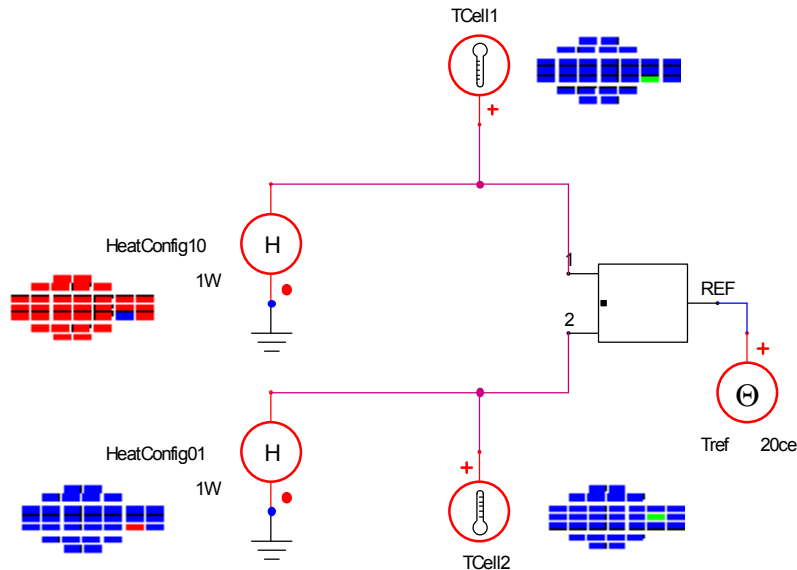 TCell1
HeatConfig10
H
1W
1
REF
2
Θ
Tref 20ce
HeatConfig01
H
1W
TCell2